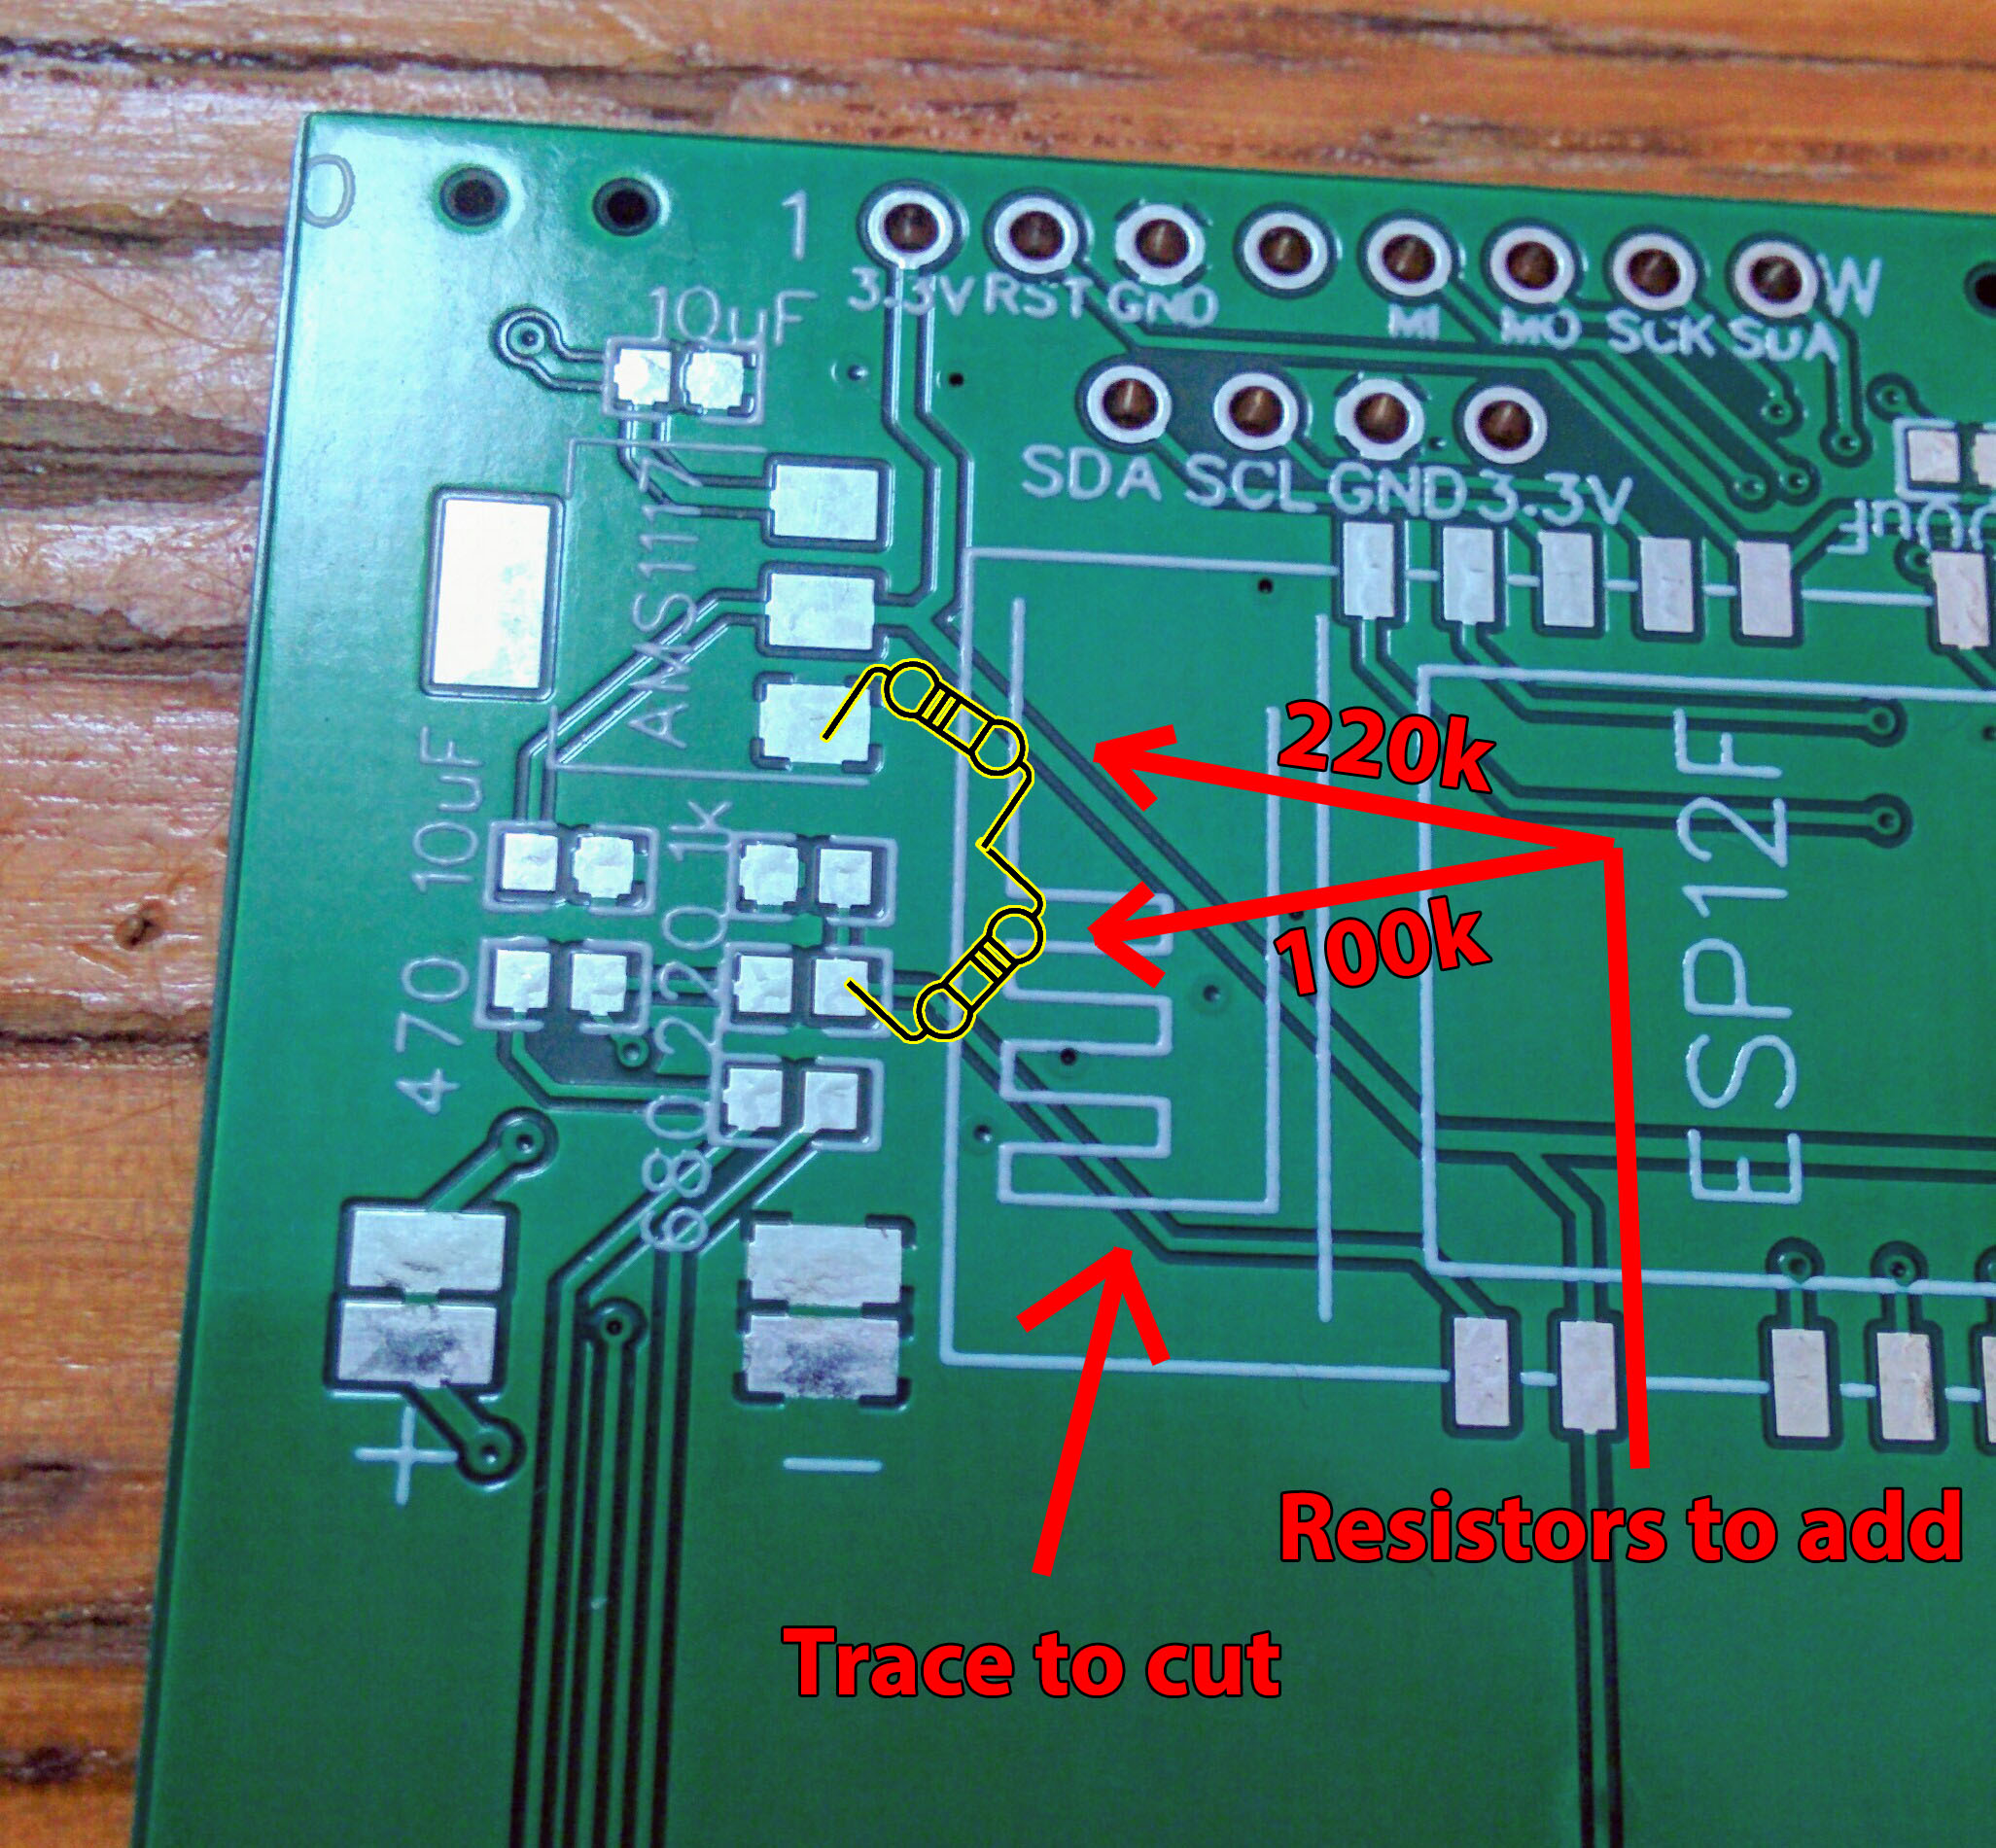 0
1
3.3V RST GND
W
MI MO SCK SDA
10uF
SDA SCL GND 3.3V
AMS1117
220k
10uF
1k
100k
220
470
680
ESP12F
+
—
Resistors to add
Trace to cut